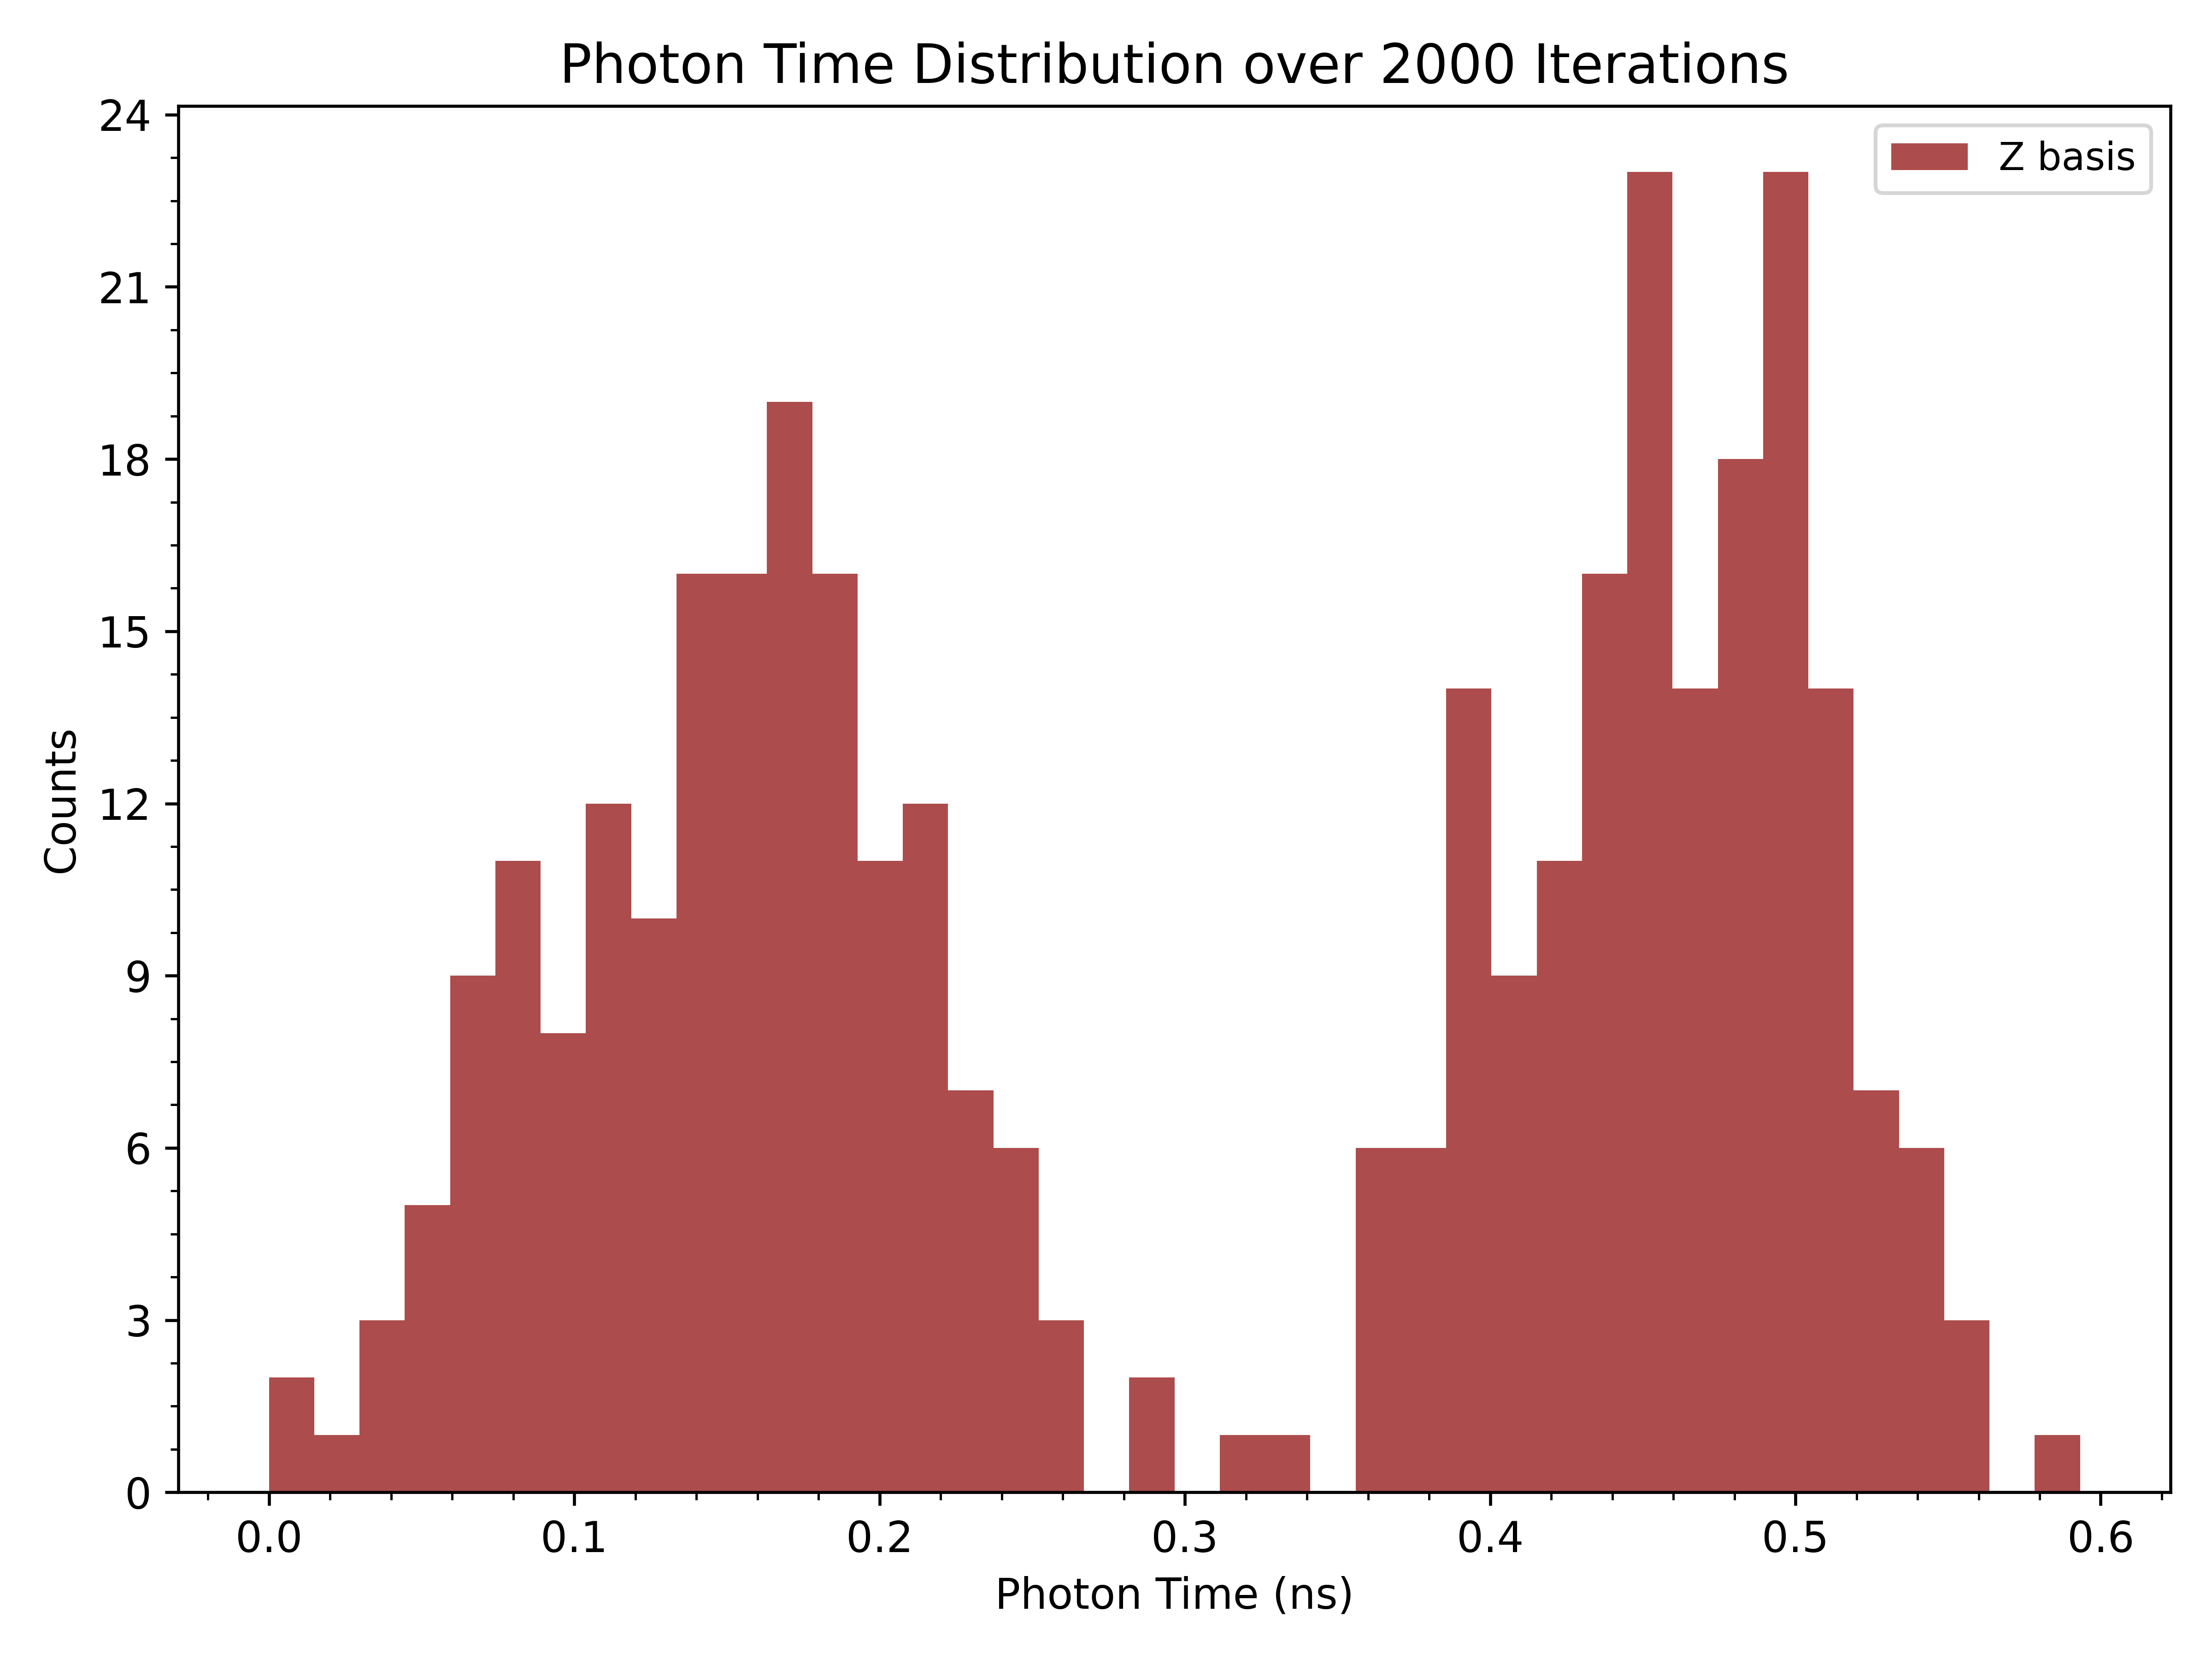 Photon Time Distribution over 2000 Iterations
Z basis
24
21
18
15
12
9
6
3
0
Counts
0.0 0.1 0.2 0.3 0.4 0.5 0.6
Photon Time (ns)